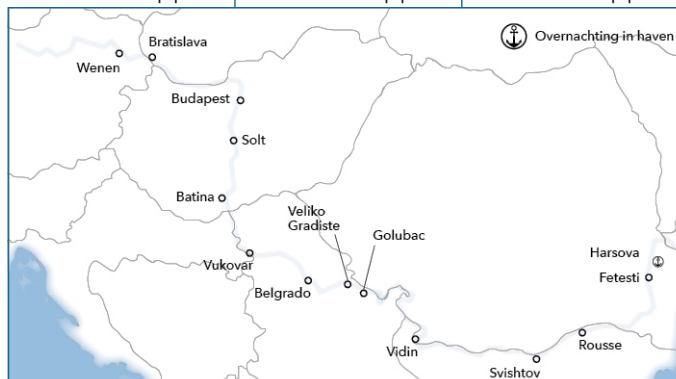 Overnachting in haven
Bratislava
Wenen
Budapest
Solt
Batina
Veliko
Gradiste
Golubac
Vukovar
Belgrado
Harsova
Fetesti
Vidin
Rousse
Svishtov